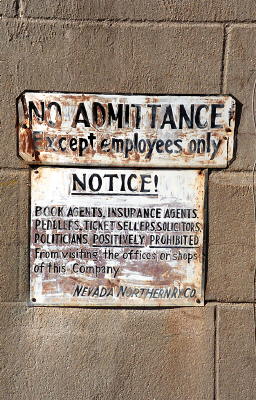 NO ADMITTANCE
Except employees only
NOTICE!
BOOK AGENTS, INSURANCE AGENTS.
PEDLERS, TICKET SELLERS, SOLICITORS,
POLITICIANS POSITIVELY PROHIBITED
From visiting the offices or shops
of this Company
NEVADA NORTHERN RY. CO.